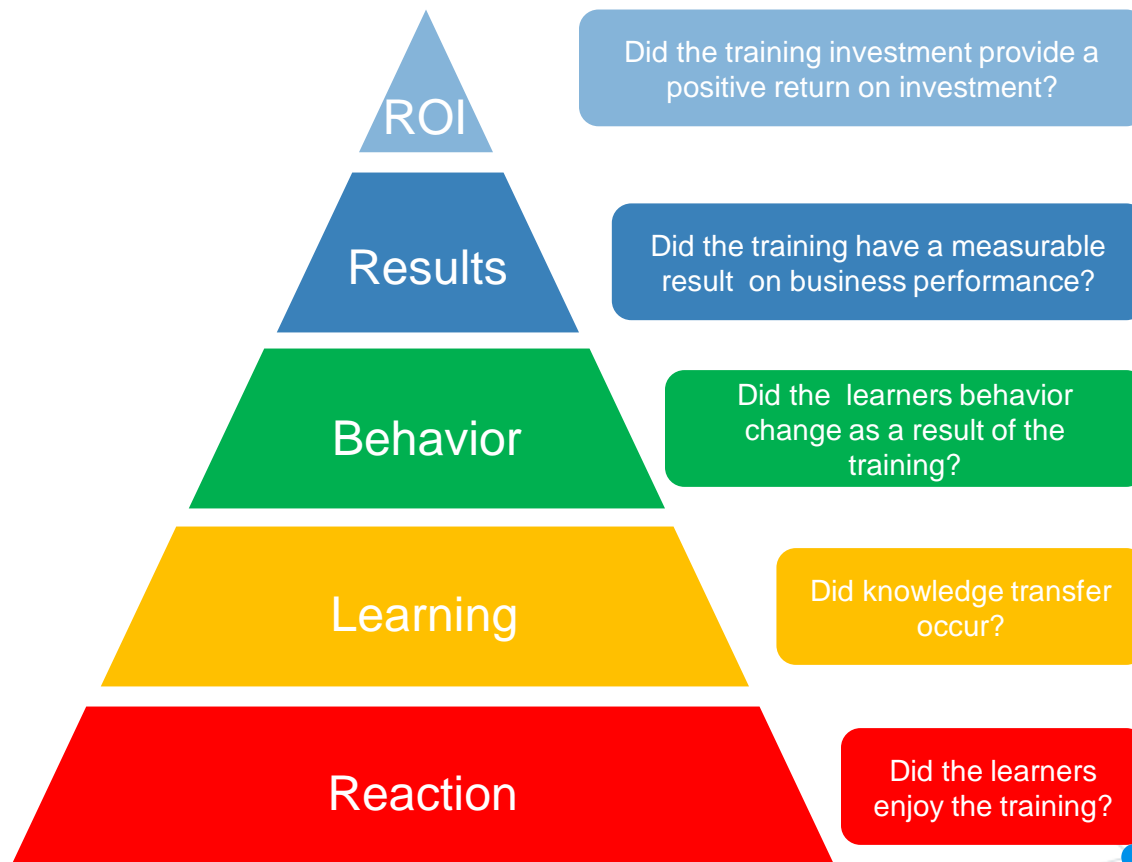 ROI
Did the training investment provide a
positive return on investment?
Results
Did the training have a measurable
result  on business performance?
Behavior
Did the  learners behavior
change as a result of the
training?
Learning
Did knowledge transfer
occur?
Reaction
Did the learners
enjoy the training?